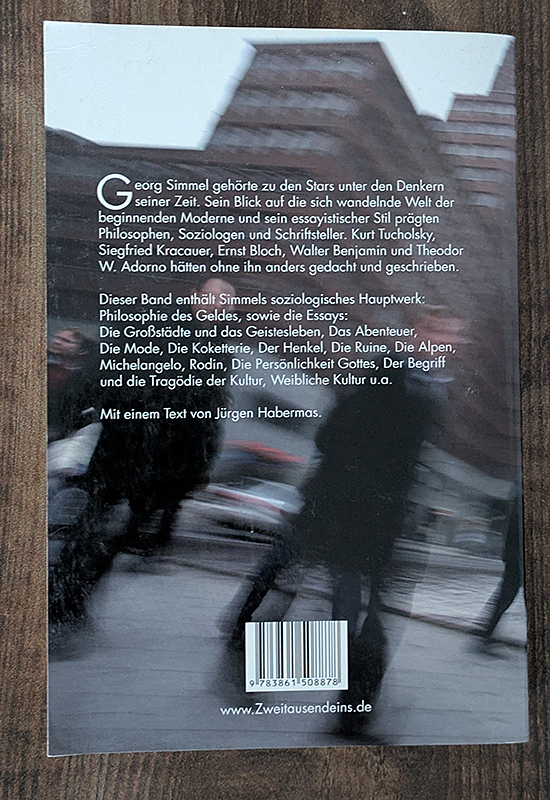 Georg Simmel gehörte zu den Stars unter den Denkern
seiner Zeit. Sein Blick auf die sich wandelnde Welt der
beginnenden Moderne und sein essayistischer Stil prägten
Philosophen, Soziologen und Schriftsteller. Kurt Tucholsky,
Siegfried Kracauer, Ernst Bloch, Walter Benjamin und Theodor
W. Adorno hätten ohne ihn anders gedacht und geschrieben.
Dieser Band enthält Simmels soziologisches Hauptwerk:
Philosophie des Geldes, sowie die Essays:
Die Großstädte und das Geistesleben, Das Abenteuer,
Die Mode, Die Koketterie, Der Henkel, Die Ruine, Die Alpen,
Michelangelo, Rodin, Die Persönlichkeit Gottes, Der Begriff
und die Tragödie der Kultur, Weibliche Kultur u.a.
Mit einem Text von Jürgen Habermas.
9 783861 508878
www.Zweitausendeins.de